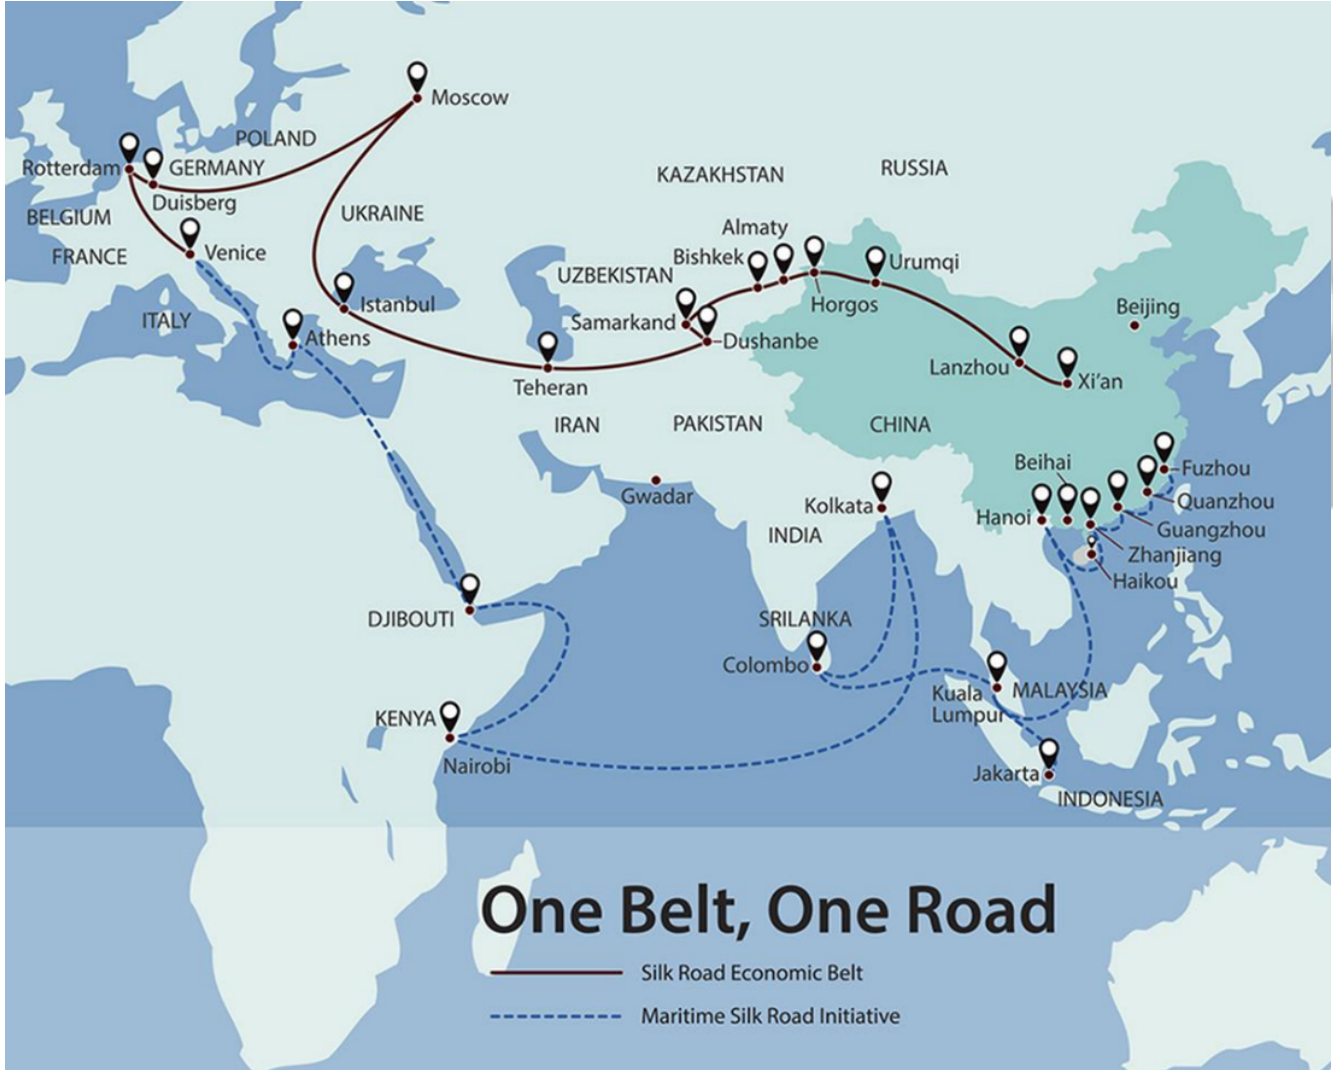 Moscow
POLAND
Rotterdam
GERMANY
Duisberg
KAZAKHSTAN
RUSSIA
BELGIUM
UKRAINE
FRANCE
Venice
Almaty
Bishkek
Urumqi
UZBEKISTAN
Istanbul
Horgos
Beijing
ITALY
Athens
Samarkand
Dushanbe
Teheran
Lanzhou
Xi'an
IRAN
PAKISTAN
CHINA
Beihai
Fuzhou
Gwadar
Kolkata
Quanzhou
Hanoi
Guangzhou
INDIA
Zhanjiang
Haikou
DJIBOUTI
SRILANKA
Colombo
Kuala
Lumpur
MALAYSIA
KENYA
Nairobi
Jakarta
INDONESIA
One Belt, One Road
Silk Road Economic Belt
Maritime Silk Road Initiative